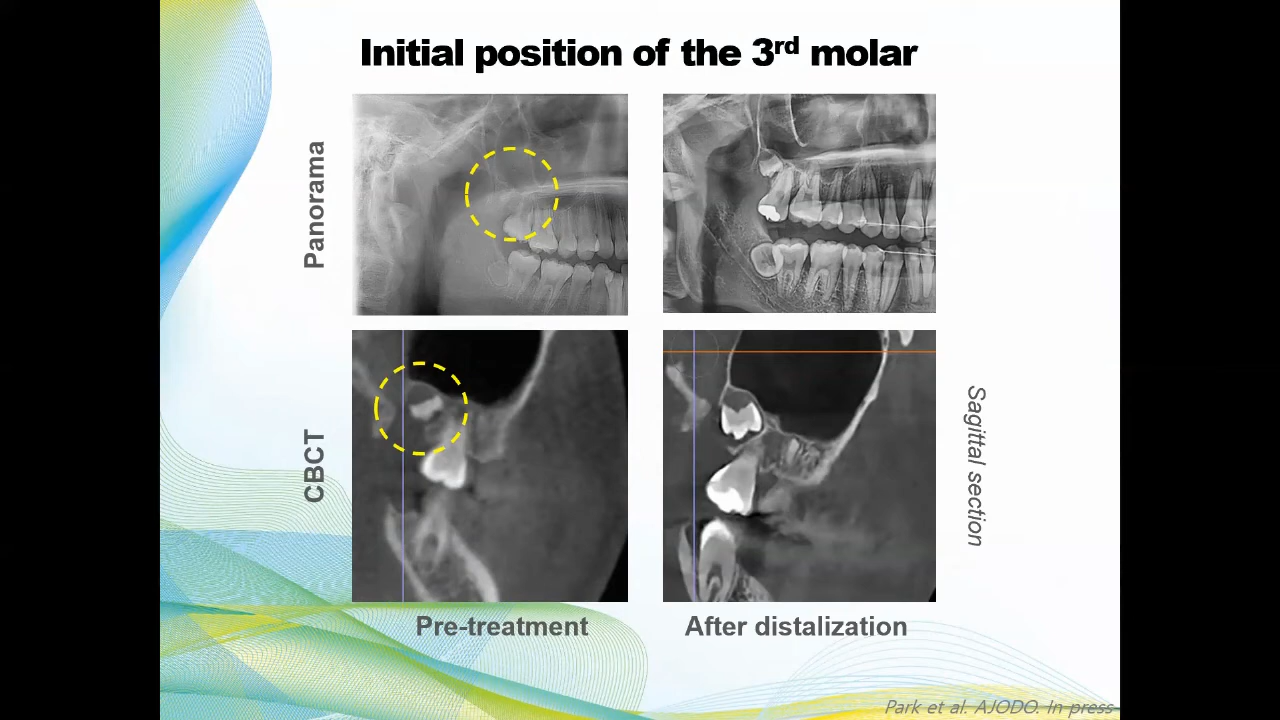 Initial position of the 3rd molar
Panorama
CBCT
Sagittal section
Pre-treatment
After distalization
Park et al. AJODO. In press